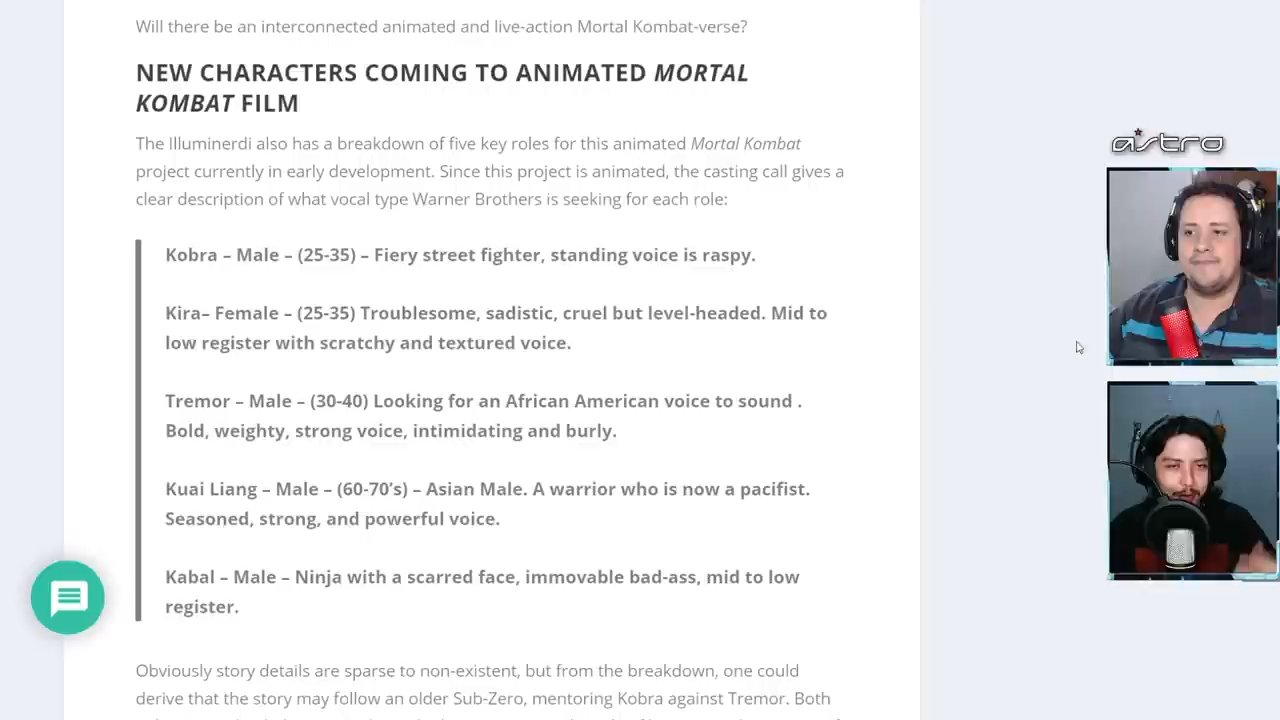 Will there be an interconnected animated and live-action Mortal Kombat-verse?
NEW CHARACTERS COMING TO ANIMATED MORTAL
KOMBAT FILM
The Illuminerdi also has a breakdown of five key roles for this animated Mortal Kombat
project currently in early development. Since this project is animated, the casting call gives a
clear description of what vocal type Warner Brothers is seeking for each role:
Kobra – Male – (25-35) – Fiery street fighter, standing voice is raspy.
Kira– Female – (25-35) Troublesome, sadistic, cruel but level-headed. Mid to
low register with scratchy and textured voice.
Tremor – Male – (30-40) Looking for an African American voice to sound .
Bold, weighty, strong voice, intimidating and burly.
Kuai Liang – Male – (60-70's) – Asian Male. A warrior who is now a pacifist.
Seasoned, strong, and powerful voice.
Kabal – Male – Ninja with a scarred face, immovable bad-ass, mid to low
register.
Obviously story details are sparse to non-existent, but from the breakdown, one could
derive that the story may follow an older Sub-Zero, mentoring Kobra against Tremor. Both
astro